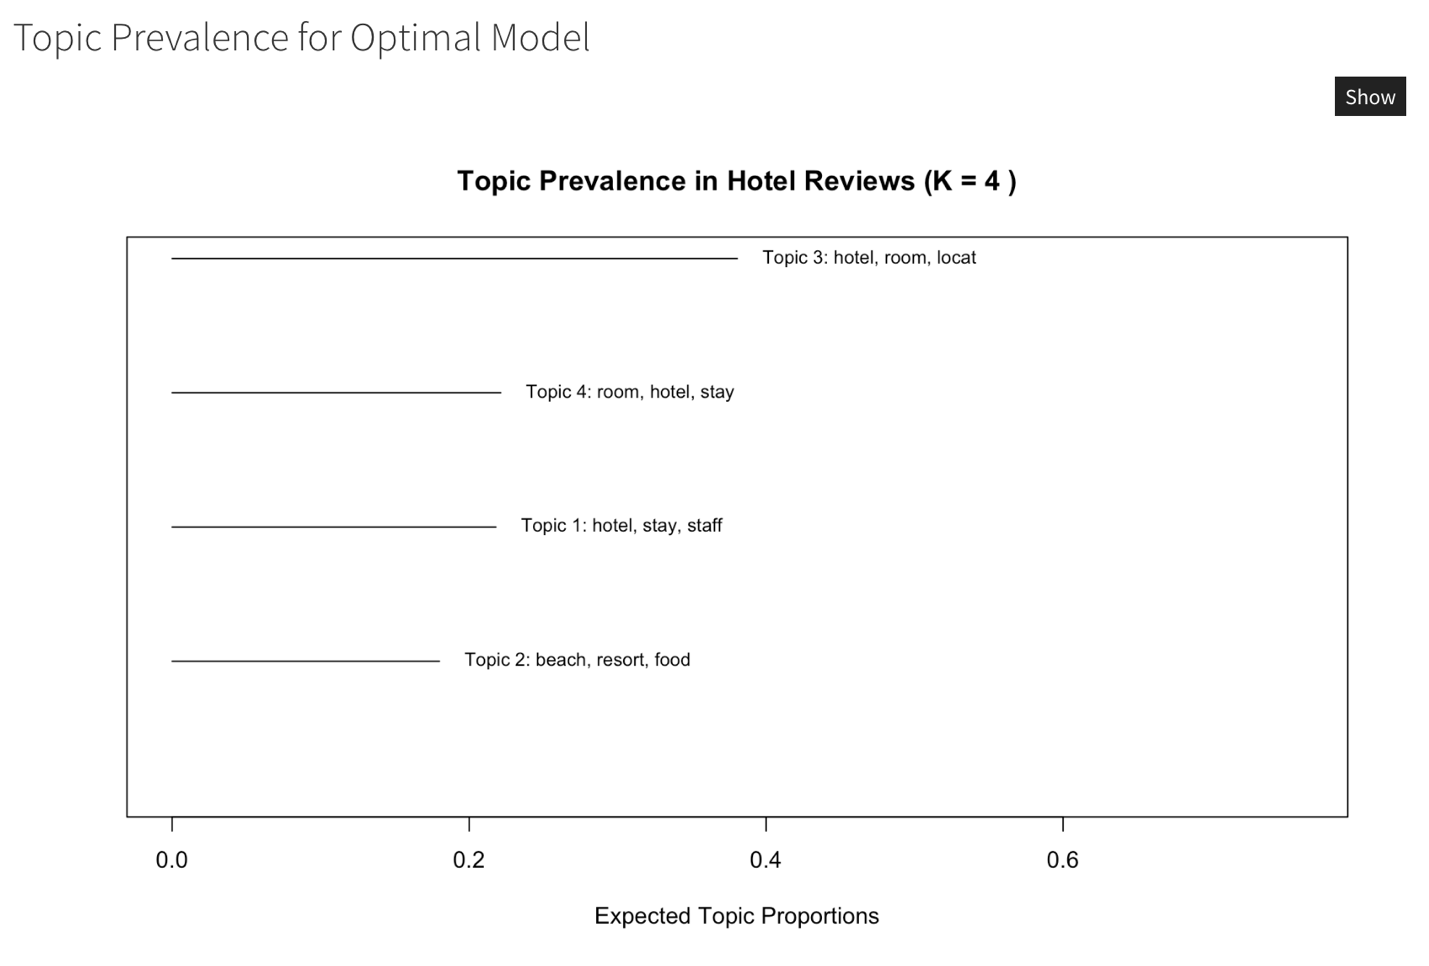 Topic Prevalence for Optimal Model
Show
Topic Prevalence in Hotel Reviews (K = 4 )
Topic 3: hotel, room, locat
Topic 4: room, hotel, stay
Topic 1: hotel, stay, staff
Topic 2: beach, resort, food
0.0 0.2 0.4 0.6
Expected Topic Proportions